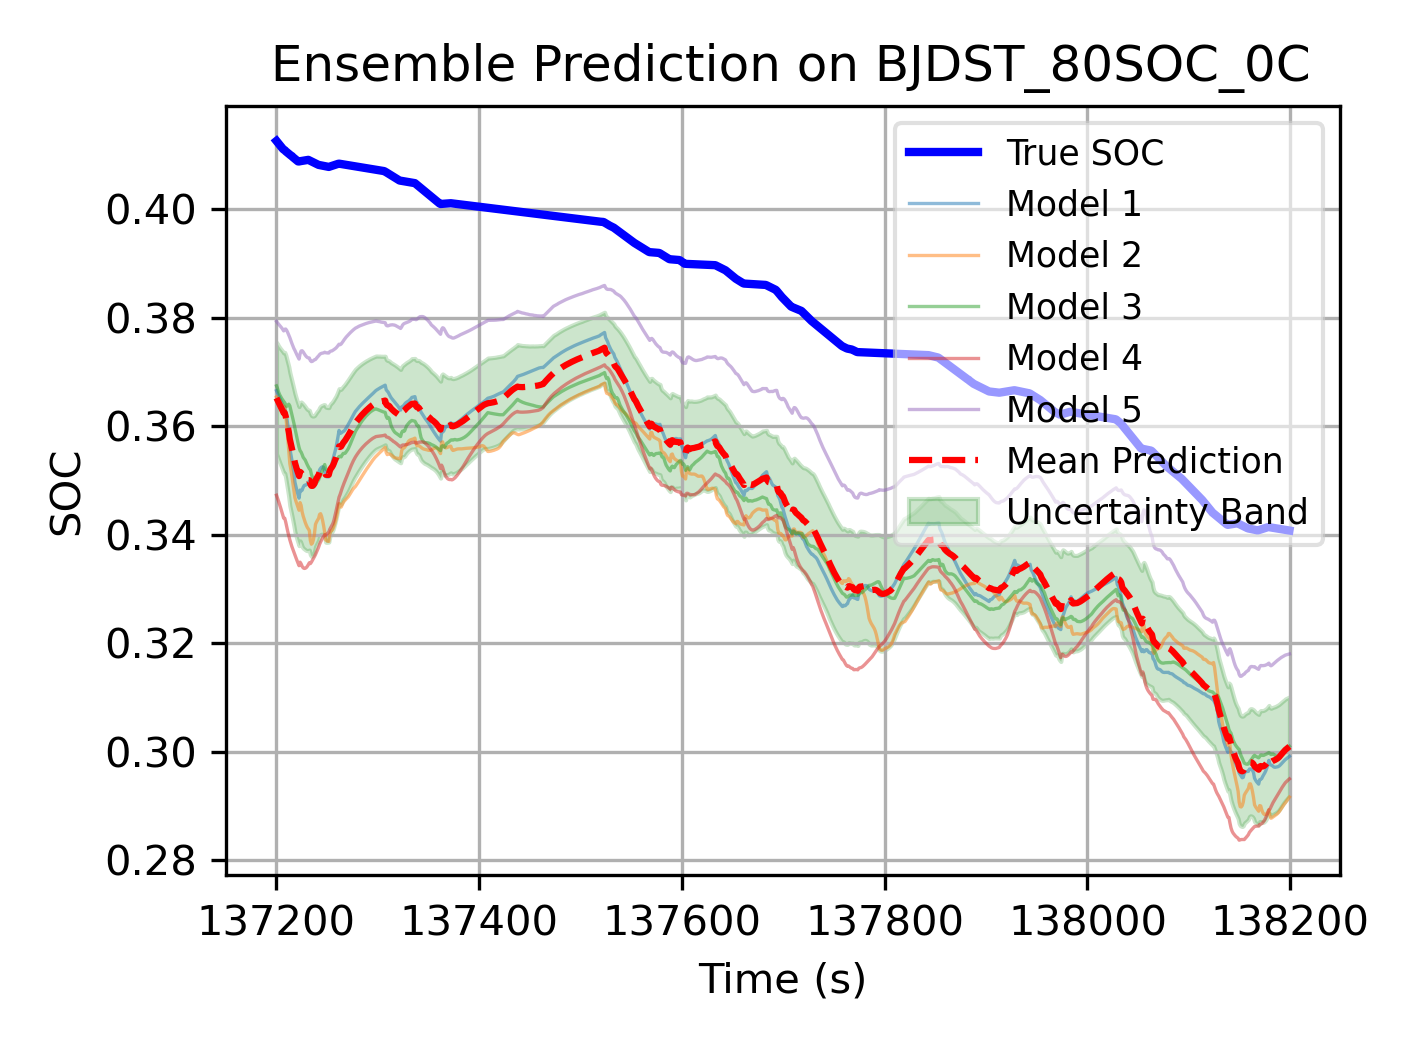 Ensemble Prediction on BJDST_80SOC_0C
True SOC
Model 1
Model 2
Model 3
Model 4
Model 5
Mean Prediction
Uncertainty Band
SOC
0.40
0.38
0.36
0.34
0.32
0.30
0.28
137200 137400 137600 137800 138000 138200
Time (s)